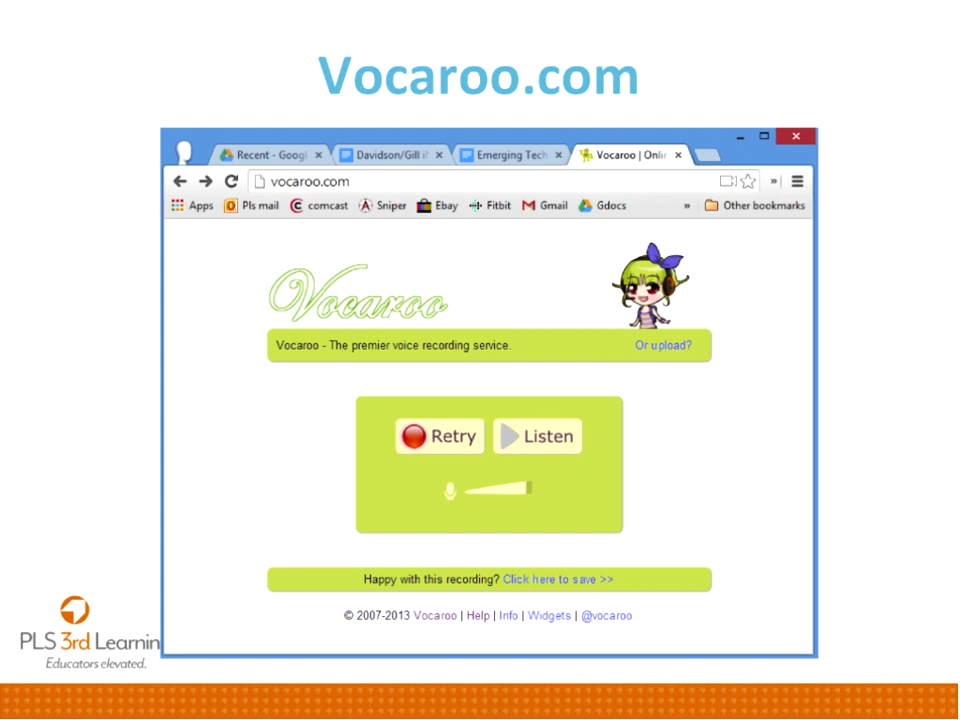 Vocaroo.com
Recent - Googl
Davidson/Gill i
Emerging Tech
Vocaroo | Onli
vocaroo.com
Apps Pls mail comcast Sniper Ebay Fitbit Gmail Gdocs » Other bookmarks
Vocaroo
Vocaroo - The premier voice recording service. Or upload?
Retry Listen
Happy with this recording? Click here to save >>
© 2007-2013 Vocaroo | Help | Info | Widgets | @vocaroo
PLS 3rd Learnin
Educators elevated.